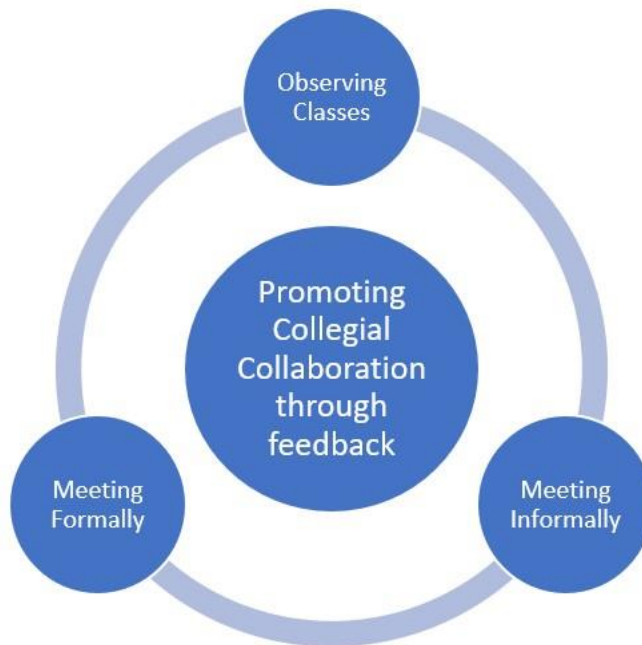 Observing
Classes
Promoting
Collegial
Collaboration
through
feedback
Meeting
Formally
Meeting
Informally